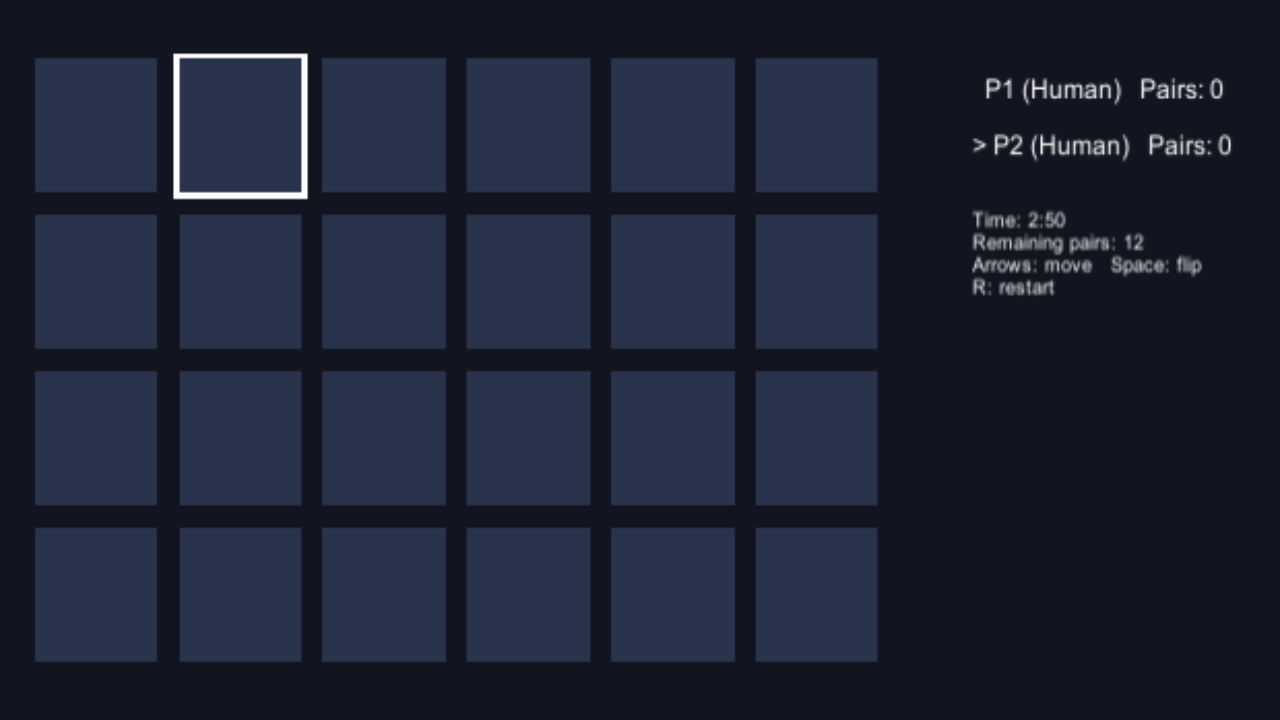 P1 (Human) Pairs: 0
> P2 (Human) Pairs: 0
Time: 2:50
Remaining pairs: 12
Arrows: move Space: flip
R: restart